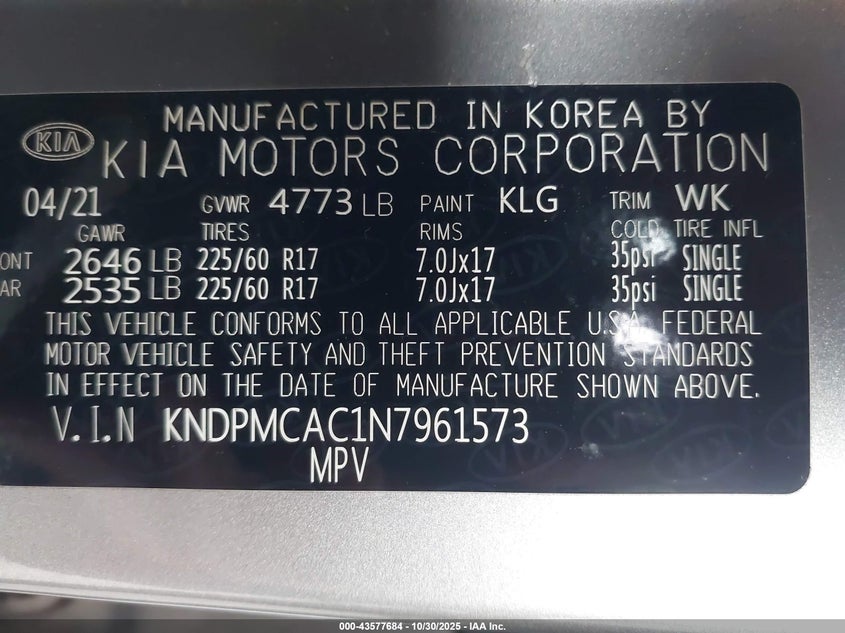 KIA MANUFACTURED IN KOREA BY
KIA MOTORS CORPORATION
04/21 GVWR 4773 LB PAINT KLG TRIM WK
GAWR TIRES RIMS COLD TIRE INFL
ONT 2646 LB 225/60 R17 7.0Jx17 35psi SINGLE
AR 2535 LB 225/60 R17 7.0Jx17 35psi SINGLE
THIS VEHICLE CONFORMS TO ALL APPLICABLE U.S.A. FEDERAL
MOTOR VEHICLE SAFETY AND THEFT PREVENTION STANDARDS
IN EFFECT ON THE DATE OF MANUFACTURE SHOWN ABOVE.
V.I.N KNDPMCAC1N7961573
MPV
000-43577684 - 10/30/2025 - IAA Inc.